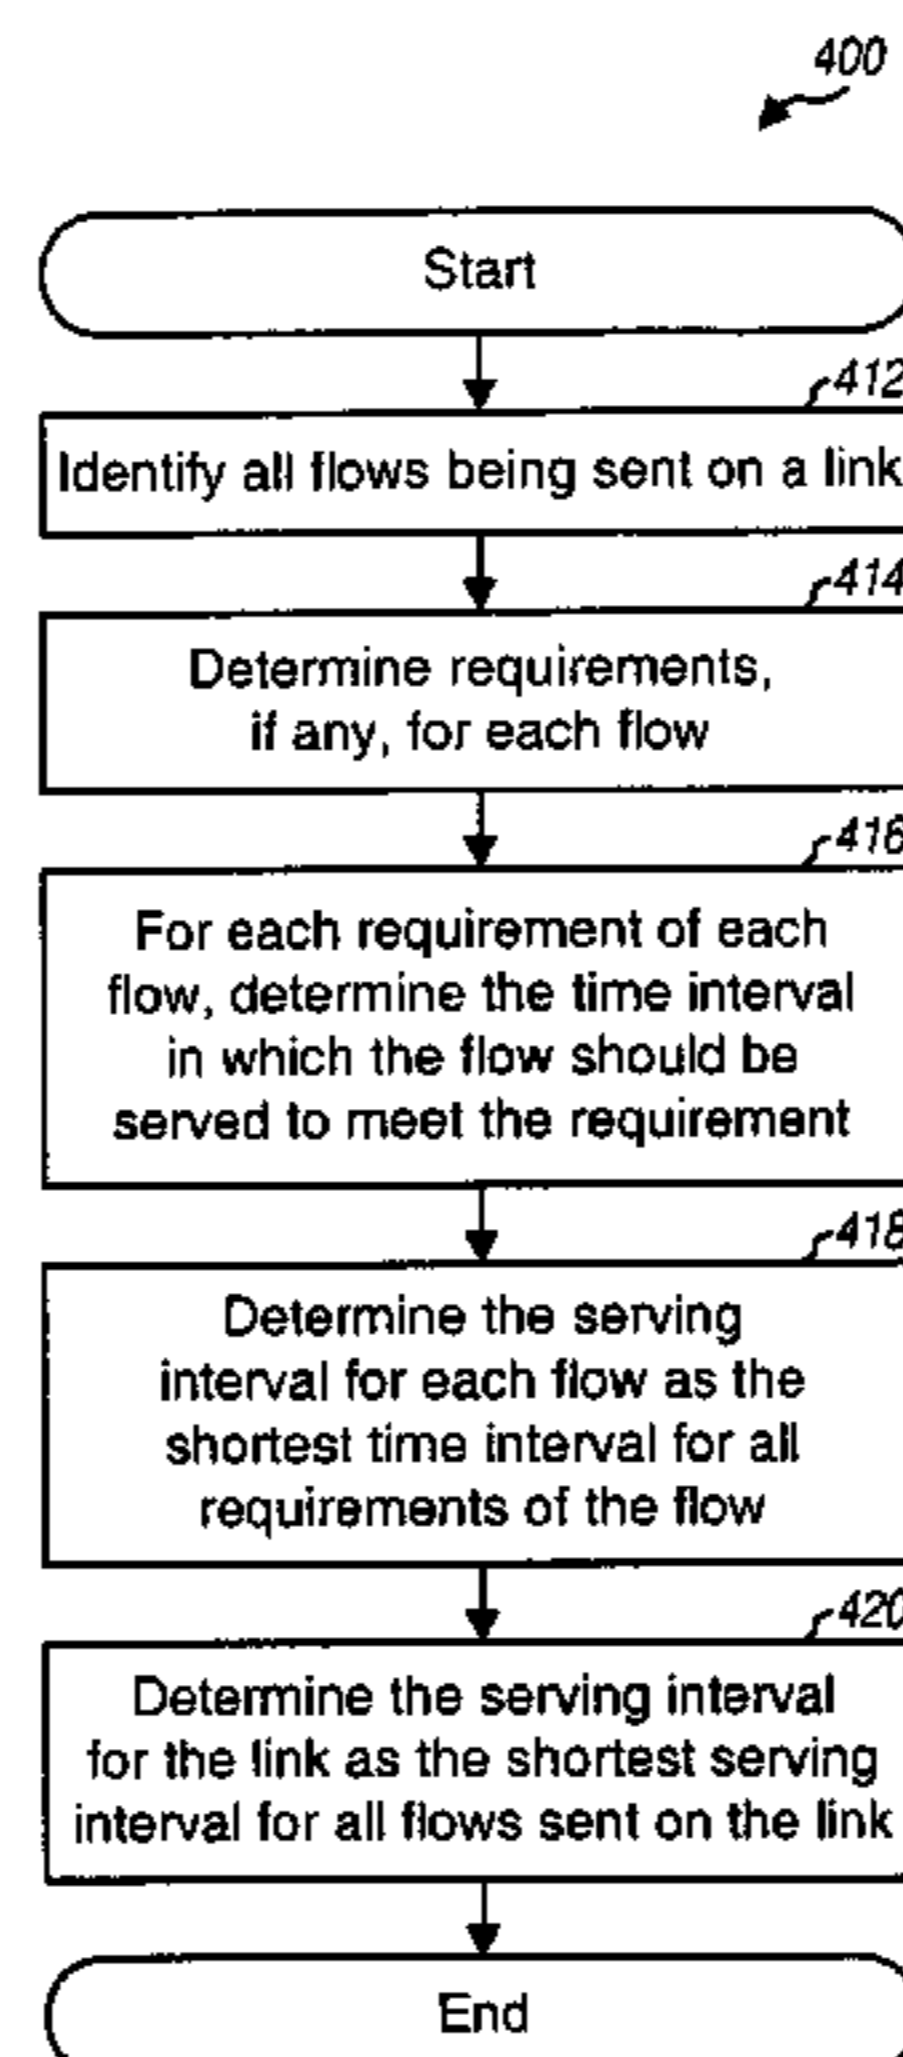 400
Start
412
Identify all flows being sent on a link
414
Determine requirements,
if any, for each flow
416
For each requirement of each
flow, determine the time interval
in which the flow should be
served to meet the requirement
418
Determine the serving
interval for each flow as the
shortest time interval for all
requirements of the flow
420
Determine the serving interval
for the link as the shortest serving
interval for all flows sent on the link
End